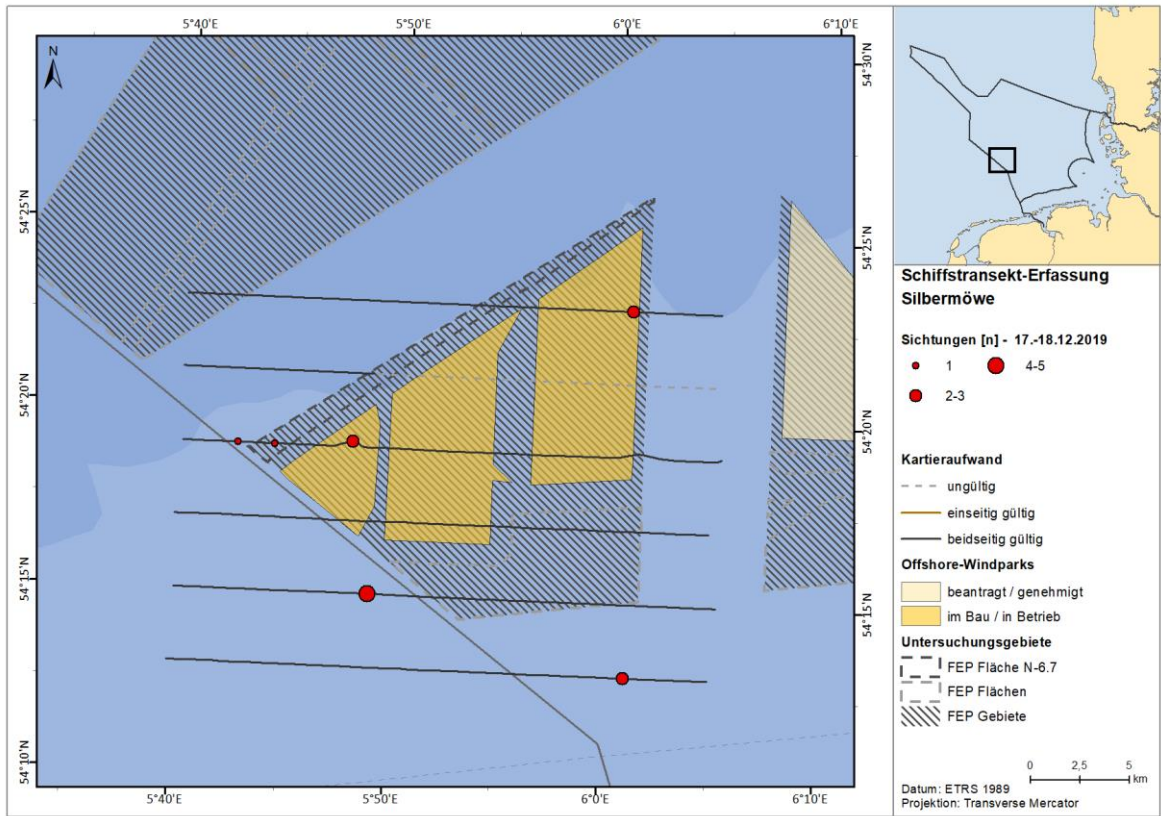 5°40'E 5°50'E 6°0'E 6°10'E
N
54°30'N
54°25'N
54°25'N
54°20'N
54°20'N
54°15'N
54°15'N
54°10'N
5°40'E 5°50'E 6°0'E 6°10'E
Schiffstransekt-Erfassung
Silbermöwe
Sichtungen [n] - 17.-18.12.2019
1 4-5
2-3
Kartieraufwand
ungültig
einseitig gültig
beidseitig gültig
Offshore-Windparks
beantragt / genehmigt
im Bau / in Betrieb
Untersuchungsgebiete
FEP Fläche N-6.7
FEP Flächen
FEP Gebiete
0 2,5 5
km
Datum: ETRS 1989
Projektion: Transverse Mercator